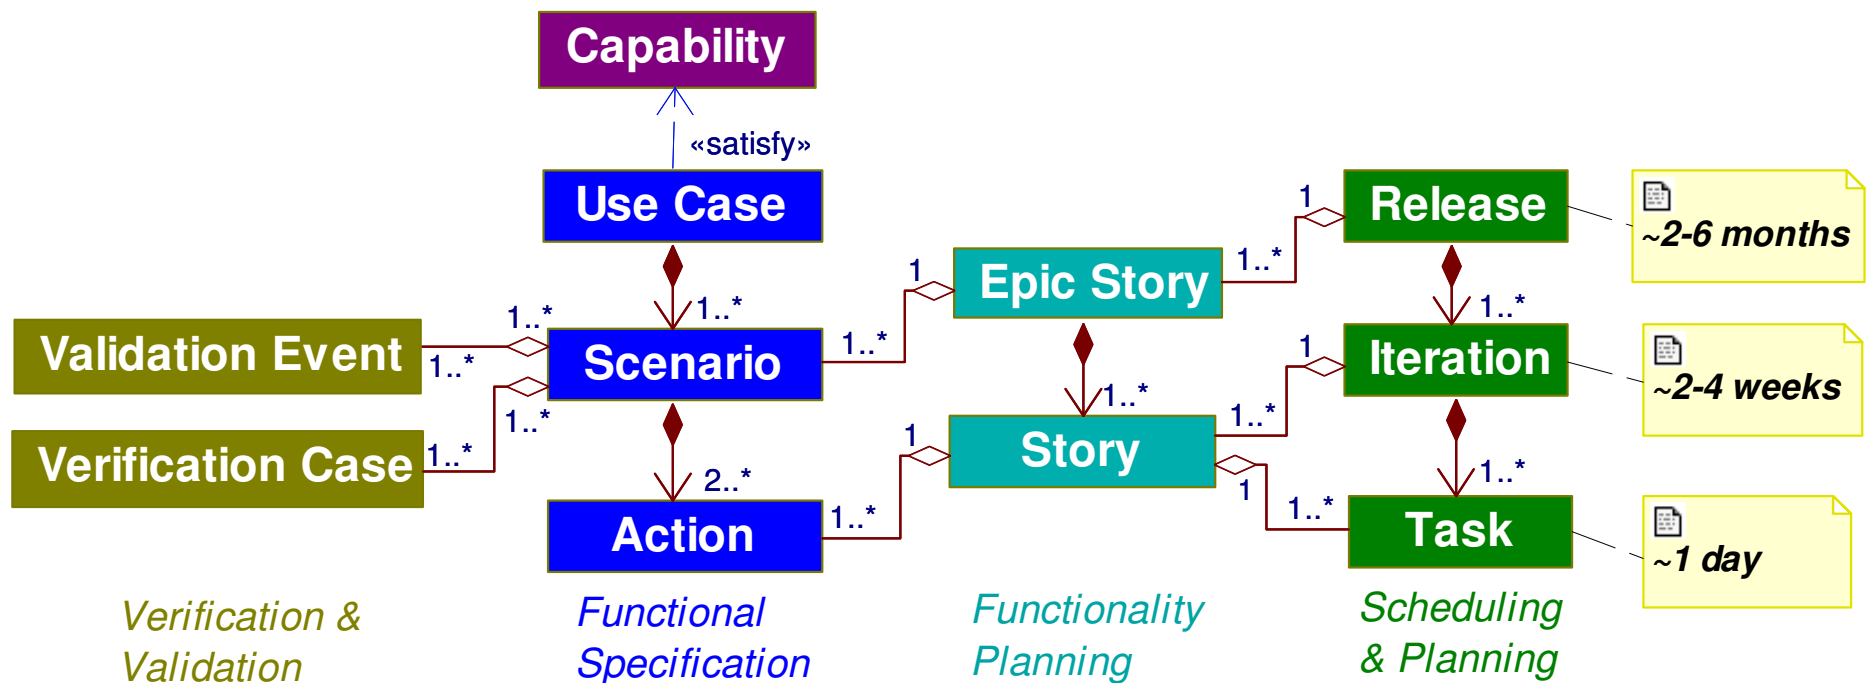 Capability
«satisfy»
Use Case
1..*
Scenario
2..*
Action
Validation Event
1..*
1..*
Verification Case
1..*
1..*
1..*
1
Epic Story
1..*
Story
1..*
1
1..*
1
Release
1..*
Iteration
1..*
Task
1..*
1
1
1..*
~2-6 months
~2-4 weeks
~1 day
Verification &
Validation
Functional
Specification
Functionality
Planning
Scheduling
& Planning